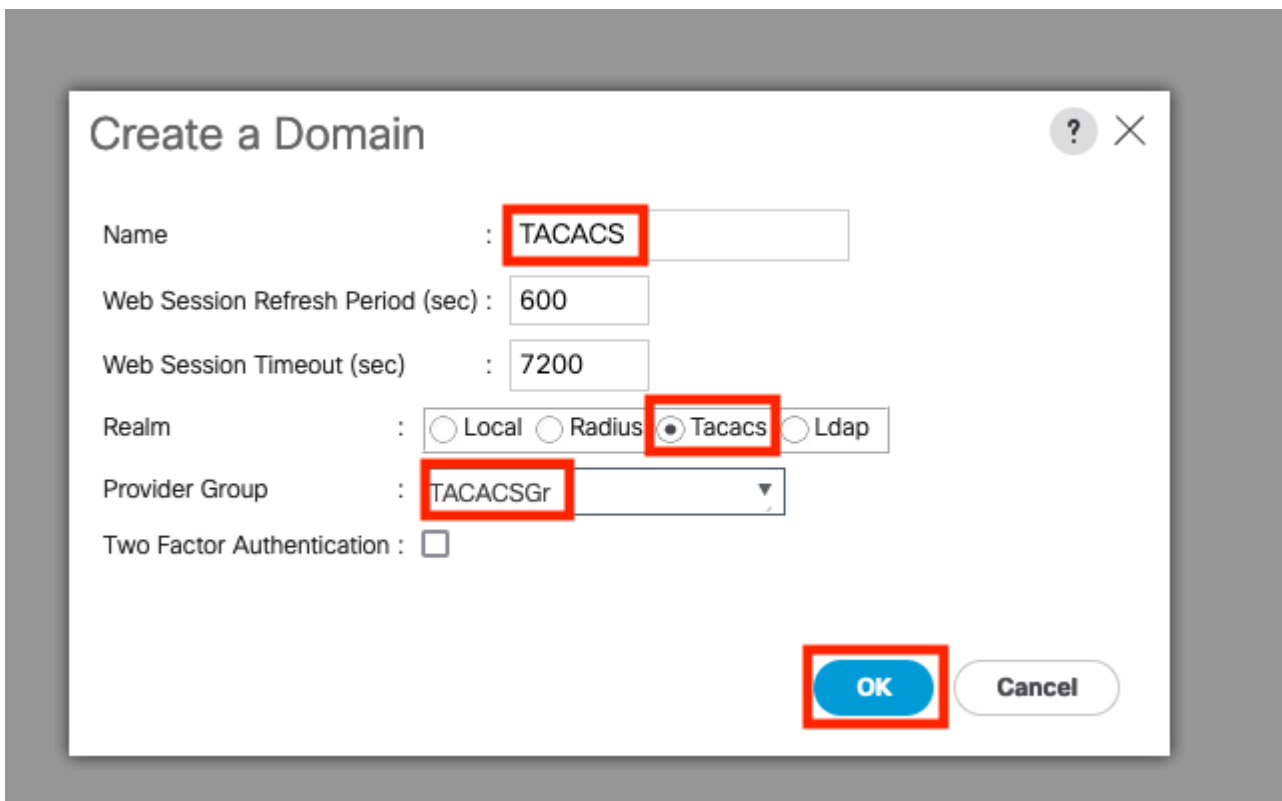 Create a Domain ?
Name : TACACS
Web Session Refresh Period (sec) : 600
Web Session Timeout (sec) : 7200
Realm : Local Radius Tacacs Ldap
Provider Group : TACACSGr
Two Factor Authentication :
OK Cancel